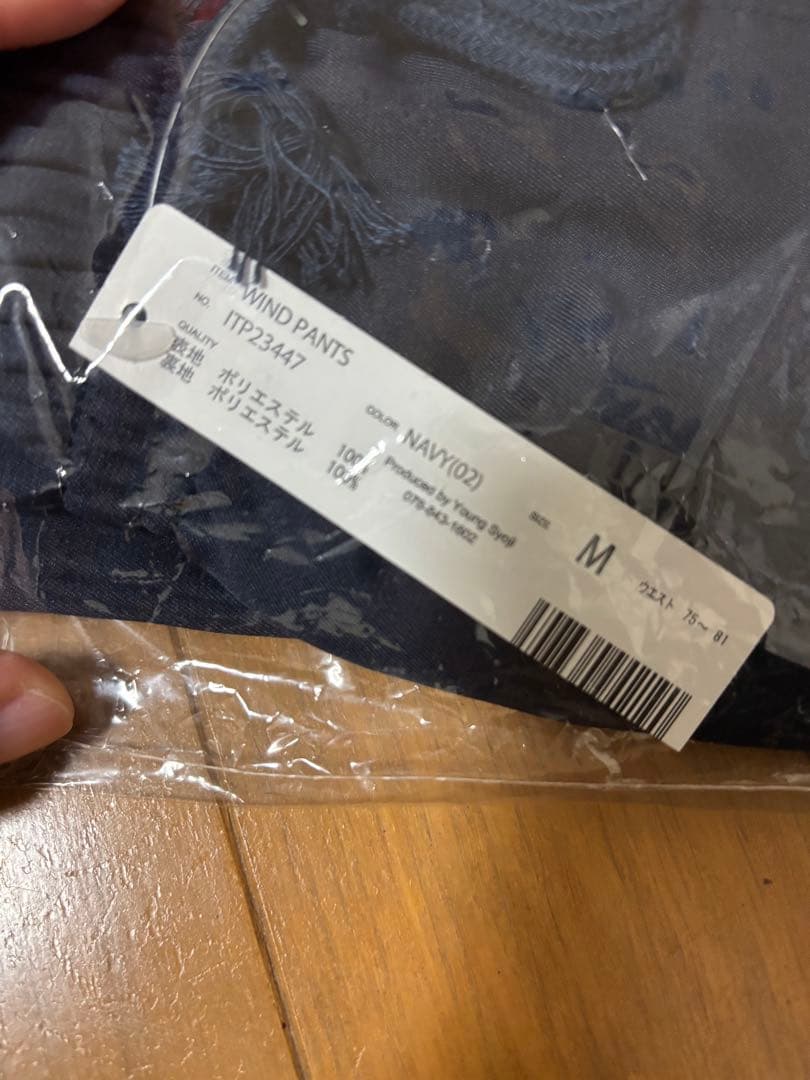 ITEM WIND PANTS
NO. ITP23447
QUALITY
表地 ポリエステル 100%
裏地 ポリエステル 100%
COLOR NAVY(02)
Produced by Young Syoji
079-643-1602
SIZE M
ウエスト 75～81